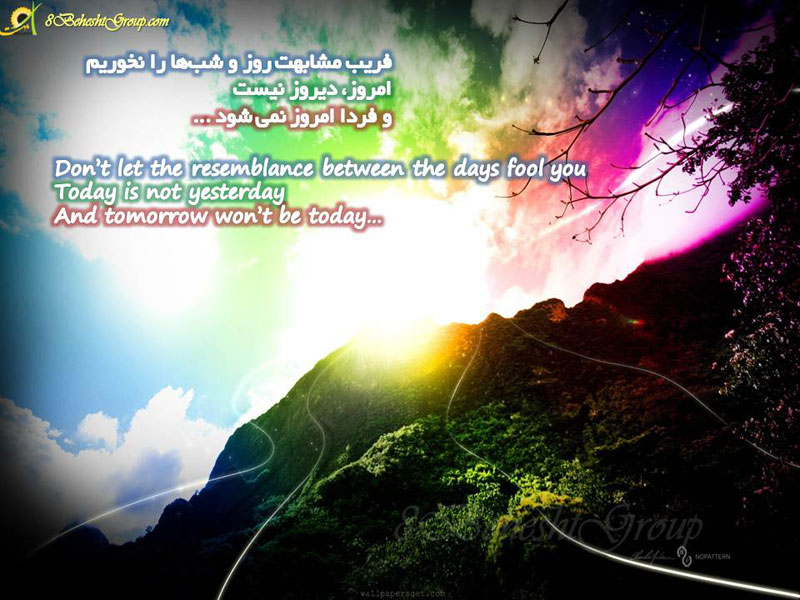 8BeheshtGroup.com
فریب مشابهت روز و شب‌ها را نخوریم
امروز، دیروز نیست
و فردا امروز نمی‌شود ...
Don't let the resemblance between the days fool you
Today is not yesterday
And tomorrow won't be today...
8BeheshtGroup
NOPATTERN
wallpapersget.com